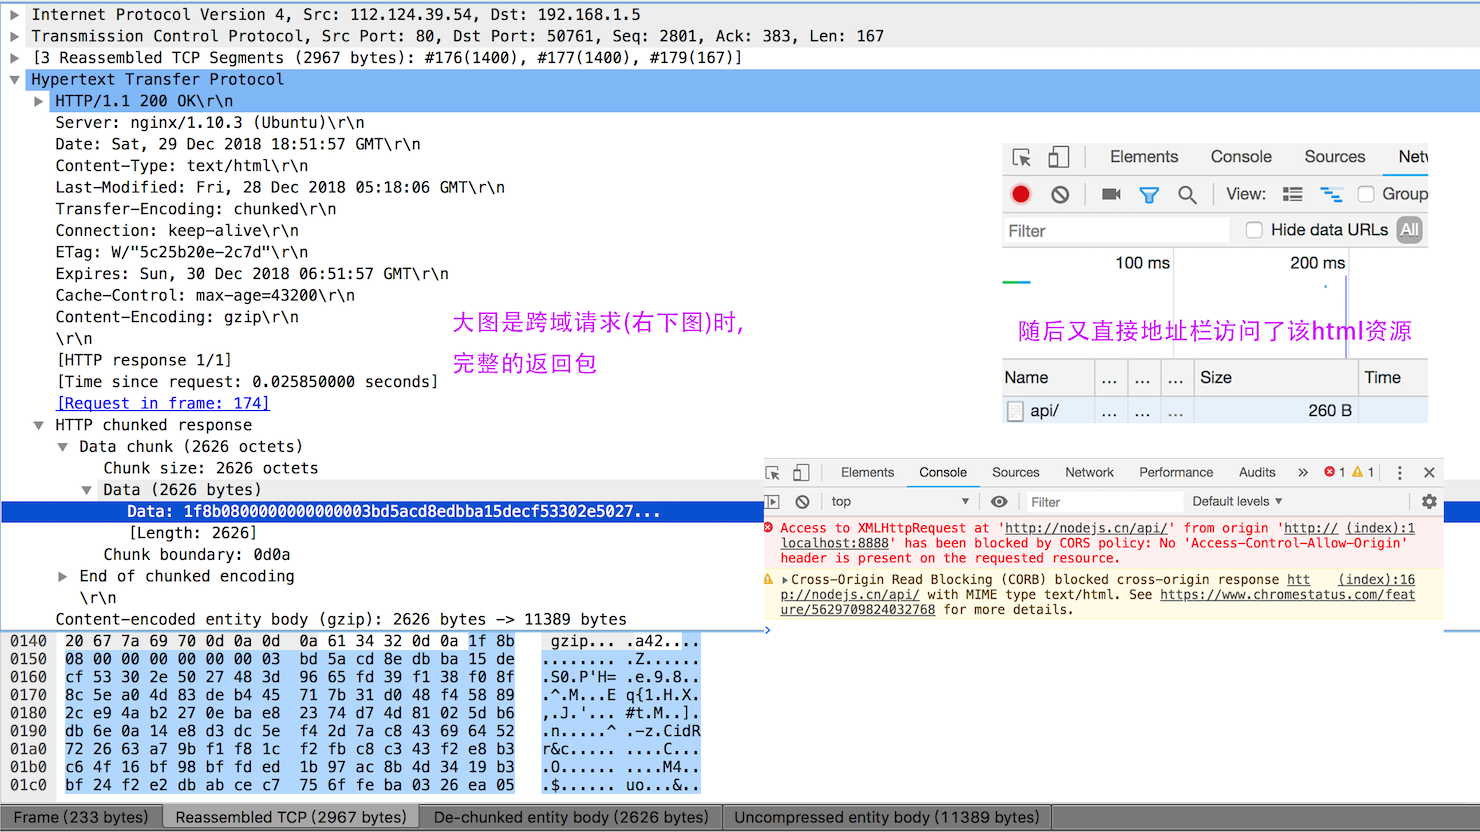 Internet Protocol Version 4, Src: 112.124.39.54, Dst: 192.168.1.5
Transmission Control Protocol, Src Port: 80, Dst Port: 50761, Seq: 2801, Ack: 383, Len: 167
[3 Reassembled TCP Segments (2967 bytes): #176(1400), #177(1400), #179(167)]
Hypertext Transfer Protocol
HTTP/1.1 200 OK\r\n
Server: nginx/1.10.3 (Ubuntu)\r\n
Date: Sat, 29 Dec 2018 18:51:57 GMT\r\n
Content-Type: text/html\r\n
Last-Modified: Fri, 28 Dec 2018 05:18:06 GMT\r\n
Transfer-Encoding: chunked\r\n
Connection: keep-alive\r\n
ETag: W/"5c25b20e-2c7d"\r\n
Expires: Sun, 30 Dec 2018 06:51:57 GMT\r\n
Cache-Control: max-age=43200\r\n
Content-Encoding: gzip\r\n
\r\n
[HTTP response 1/1]
[Time since request: 0.025850000 seconds]
[Request in frame: 174]
HTTP chunked response
Data chunk (2626 octets)
Chunk size: 2626 octets
Data (2626 bytes)
Data: 1f8b0800000000000003bd5acd8edbba15decf53302e5027...
[Length: 2626]
Chunk boundary: 0d0a
End of chunked encoding
\r\n
Content-encoded entity body (gzip): 2626 bytes -> 11389 bytes
大图是跨域请求(右下图)时,
完整的返回包
Elements Console Sources Netw
View: Group
Filter Hide data URLs All
100 ms 200 ms
随后又直接地址栏访问了该html资源
Name ... ... ... Size Time
api/ ... ... ... 260 B
Elements Console Sources Network Performance Audits » 1 1
top Filter Default levels
Access to XMLHttpRequest at 'http://nodejs.cn/api/' from origin 'http:// (index):1
localhost:8888' has been blocked by CORS policy: No 'Access-Control-Allow-Origin'
header is present on the requested resource.
Cross-Origin Read Blocking (CORB) blocked cross-origin response htt (index):16
p://nodejs.cn/api/ with MIME type text/html. See https://www.chromestatus.com/feat
ure/5629709824032768 for more details.
0140 20 67 7a 69 70 0d 0a 0d 0a 61 34 32 0d 0a 1f 8b gzip... .a42....
0150 08 00 00 00 00 00 00 03 bd 5a cd 8e db ba 15 de ........ .Z......
0160 cf 53 30 2e 50 27 48 3d 96 65 fd 39 f1 38 f0 8f .S0.P'H= .e.9.8..
0170 8c 5e a0 4d 83 de b4 45 71 7b 31 d0 48 f4 58 89 .^.M...E q{1.H.X.
0180 2c e9 4a b2 27 0e ba e8 23 74 d7 4d 81 02 5d b6 ,.J.'... #t.M..].
0190 db 6e 0a 14 e8 d3 dc 5e f4 2d 7a c8 43 69 64 52 .n.....^ .-z.CidR
01a0 72 26 63 a7 9b f1 f8 1c f2 fb c8 c3 43 f2 e8 b3 r&c..... ....C...
01b0 c6 4f 16 bf 98 bf fd ed 1b 97 ac 8b 4d 34 19 b3 .O...... ....M4..
01c0 bf 24 f2 e2 db ab ce c7 75 6f fe ba 03 26 ea 05 .$...... uo...&..
Frame (233 bytes) Reassembled TCP (2967 bytes) De-chunked entity body (2626 bytes) Uncompressed entity body (11389 bytes)